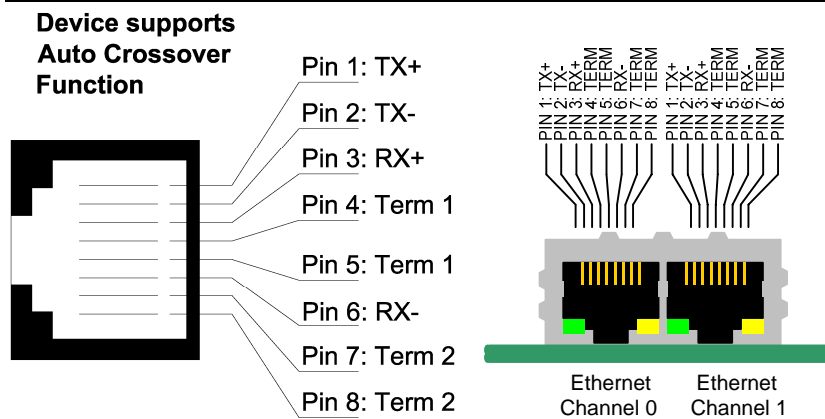 Device supports
Auto Crossover
Function
Pin 1: TX+
Pin 2: TX-
Pin 3: RX+
Pin 4: Term 1
Pin 5: Term 1
Pin 6: RX-
Pin 7: Term 2
Pin 8: Term 2
PIN 1: TX+
PIN 2: TX-
PIN 3: RX+
PIN 4: TERM
PIN 5: TERM
PIN 6: RX-
PIN 7: TERM
PIN 8: TERM
PIN 1: TX+
PIN 2: TX-
PIN 3: RX+
PIN 4: TERM
PIN 5: TERM
PIN 6: RX-
PIN 7: TERM
PIN 8: TERM
Ethernet
Channel 0
Ethernet
Channel 1